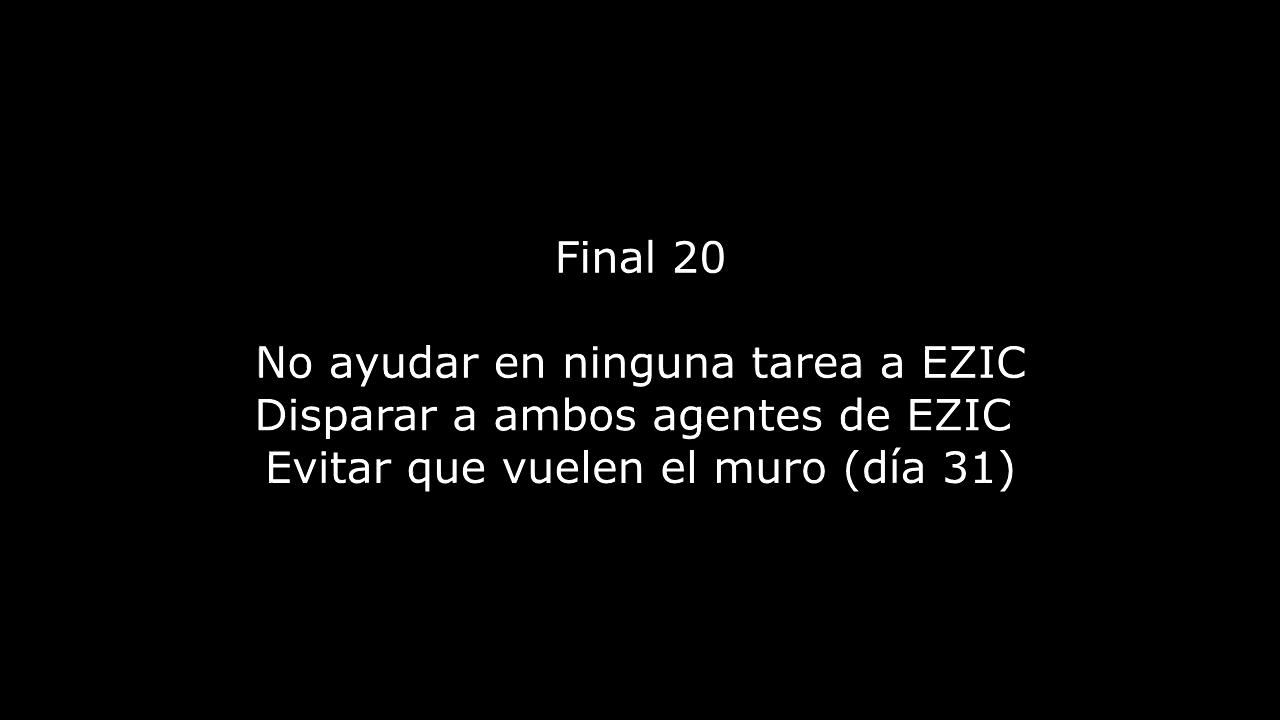 Final 20
No ayudar en ninguna tarea a EZIC
Disparar a ambos agentes de EZIC
Evitar que vuelen el muro (día 31)